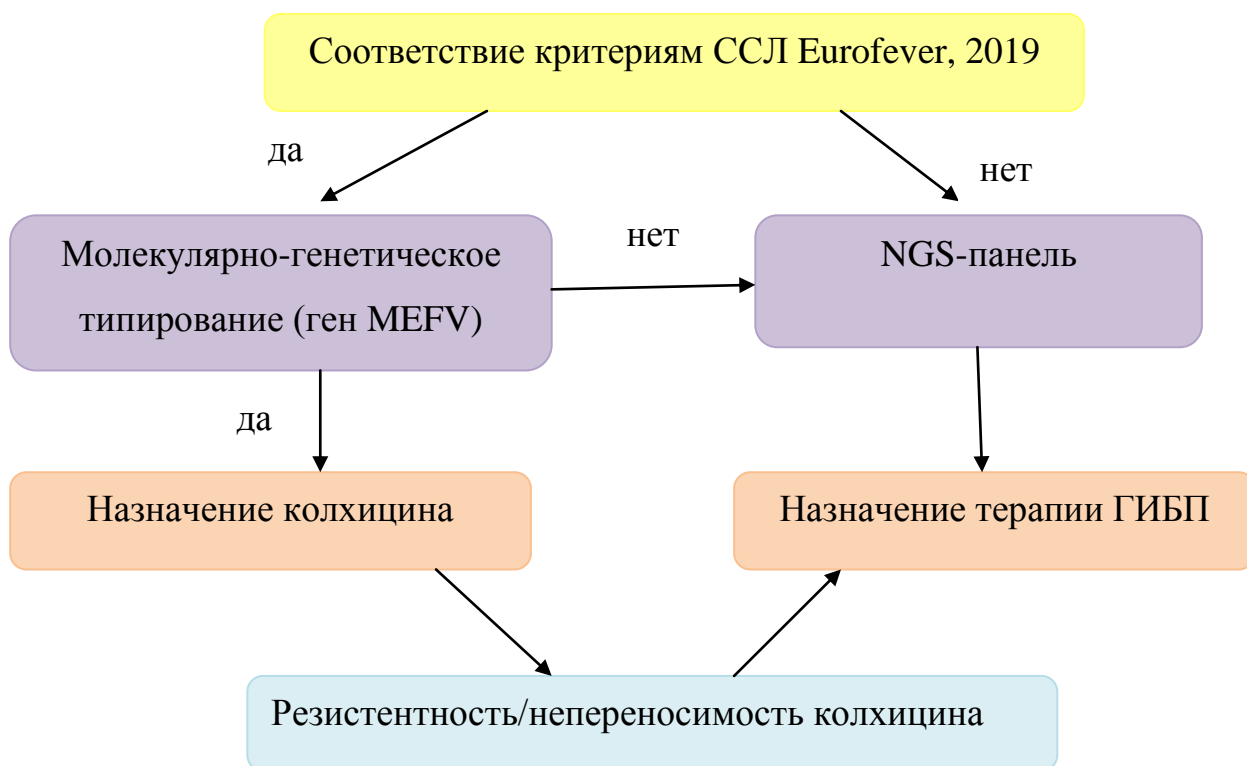 Соответствие критериям ССЛ Eurofever, 2019
да
нет
Молекулярно-генетическое
типирование (ген MEFV)
нет
NGS-панель
да
Назначение колхицина
Назначение терапии ГИБП
Резистентность/непереносимость колхицина